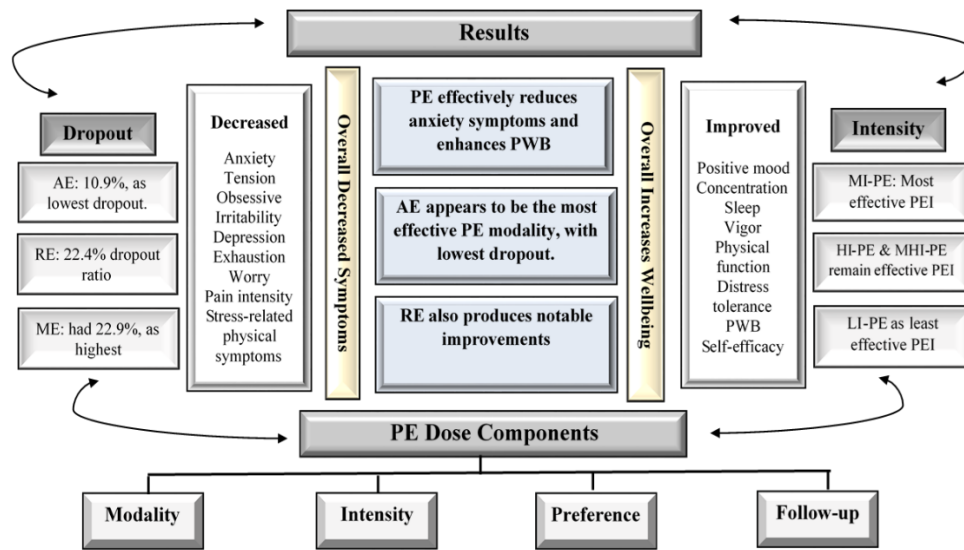 Results
Dropout
AE: 10.9%, as
lowest dropout.
RE: 22.4% dropout
ratio
ME: had 22.9%, as
highest
Decreased
Anxiety
Tension
Obsessive
Irritability
Depression
Exhaustion
Worry
Pain intensity
Stress-related
physical
symptoms
Overall Decreased Symptoms
PE effectively reduces
anxiety symptoms and
enhances PWB
AE appears to be the most
effective PE modality, with
lowest dropout.
RE also produces notable
improvements
Overall Increases Wellbeing
Improved
Positive mood
Concentration
Sleep
Vigor
Physical
function
Distress
tolerance
PWB
Self-efficacy
Intensity
MI-PE: Most
effective PEI
HI-PE & MHI-PE
remain effective PEI
LI-PE as least
effective PEI
PE Dose Components
Modality
Intensity
Preference
Follow-up